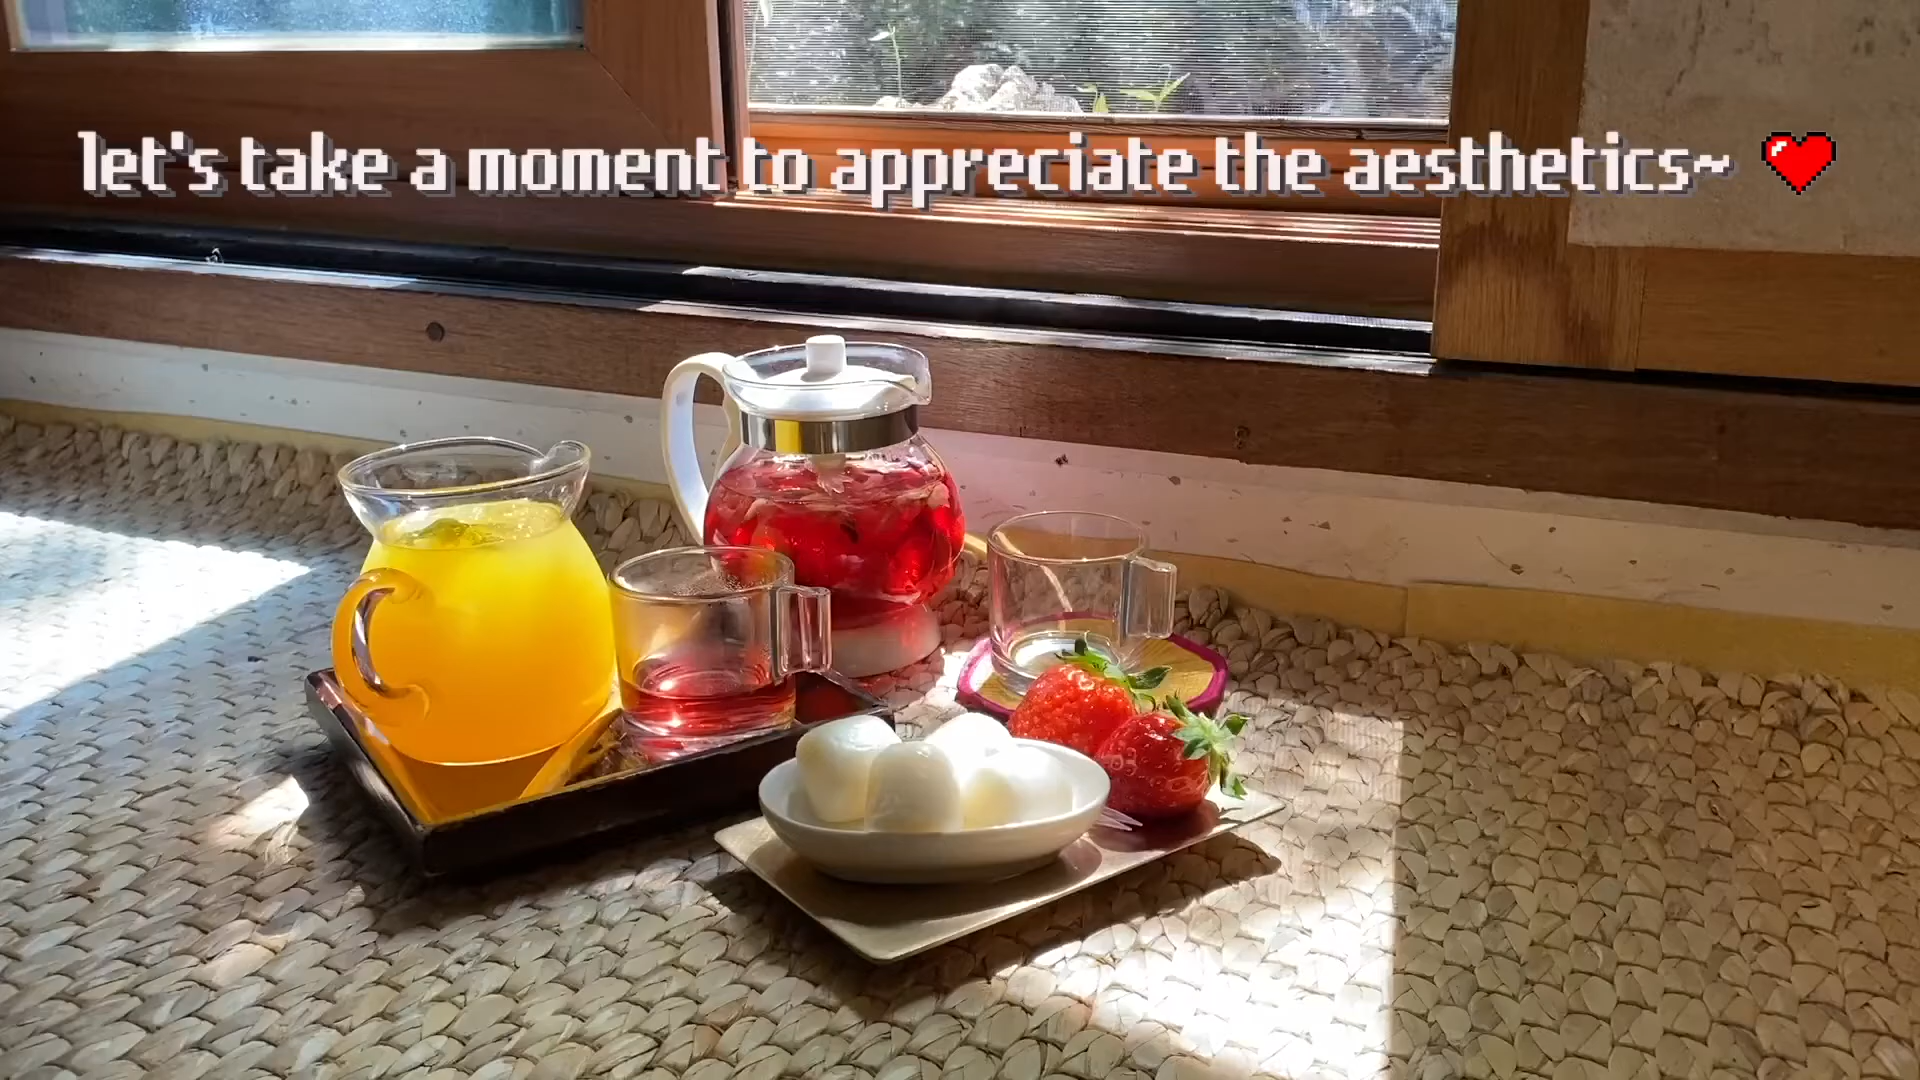 let's take a moment to appreciate the aesthetics~ ❤️